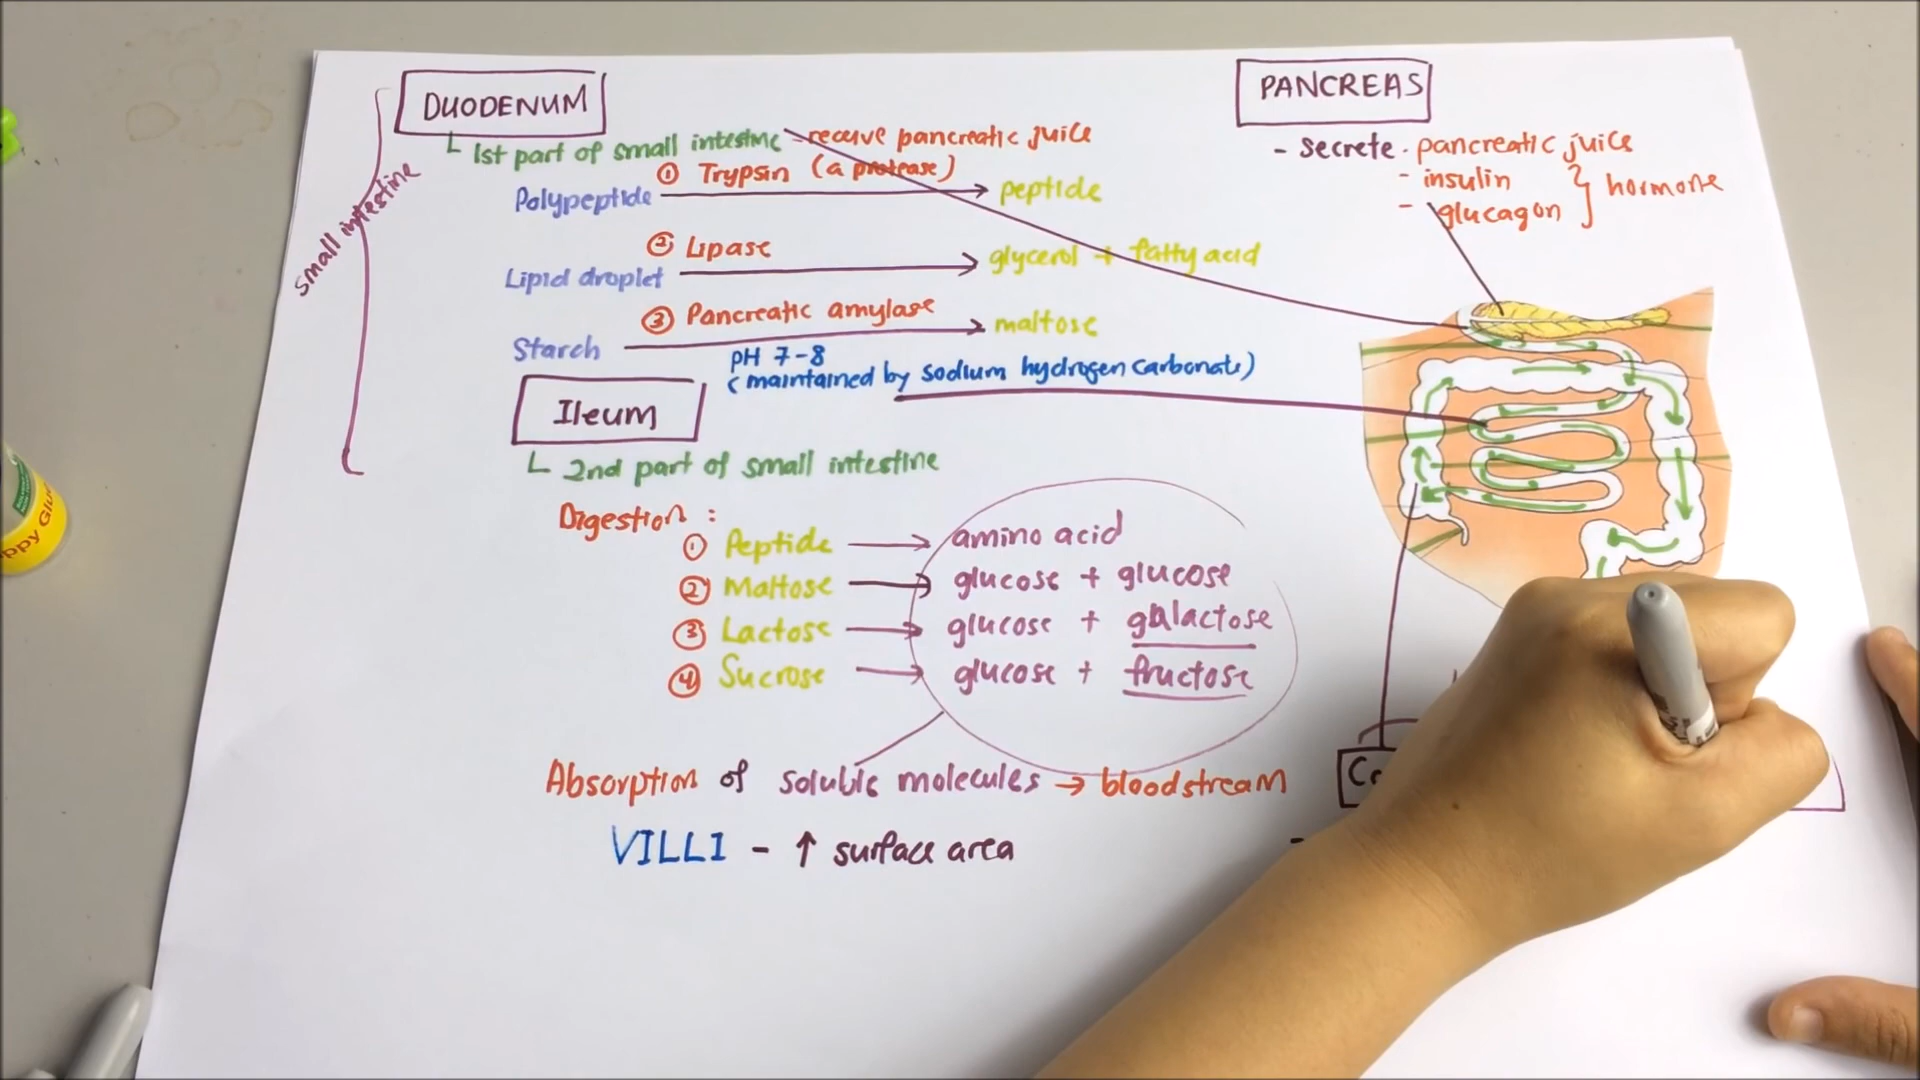 DUODENUM
1st part of small intestine - receive pancreatic juice
① Trypsin (a protease)
Polypeptide → peptide
② Lipase
Lipid droplet → glycerol + fatty acid
③ Pancreatic amylase
Starch → maltose
pH 7-8
(maintained by sodium hydrogen carbonate)
small intestine
Ileum
2nd part of small intestine
Digestion :
① Peptide → amino acid
② Maltose → glucose + glucose
③ Lactose → glucose + galactose
④ Sucrose → glucose + fructose
Absorption of soluble molecules → bloodstream
VILLI - ↑ surface area
PANCREAS
- secrete · pancreatic juice
- insulin
- glucagon } hormone